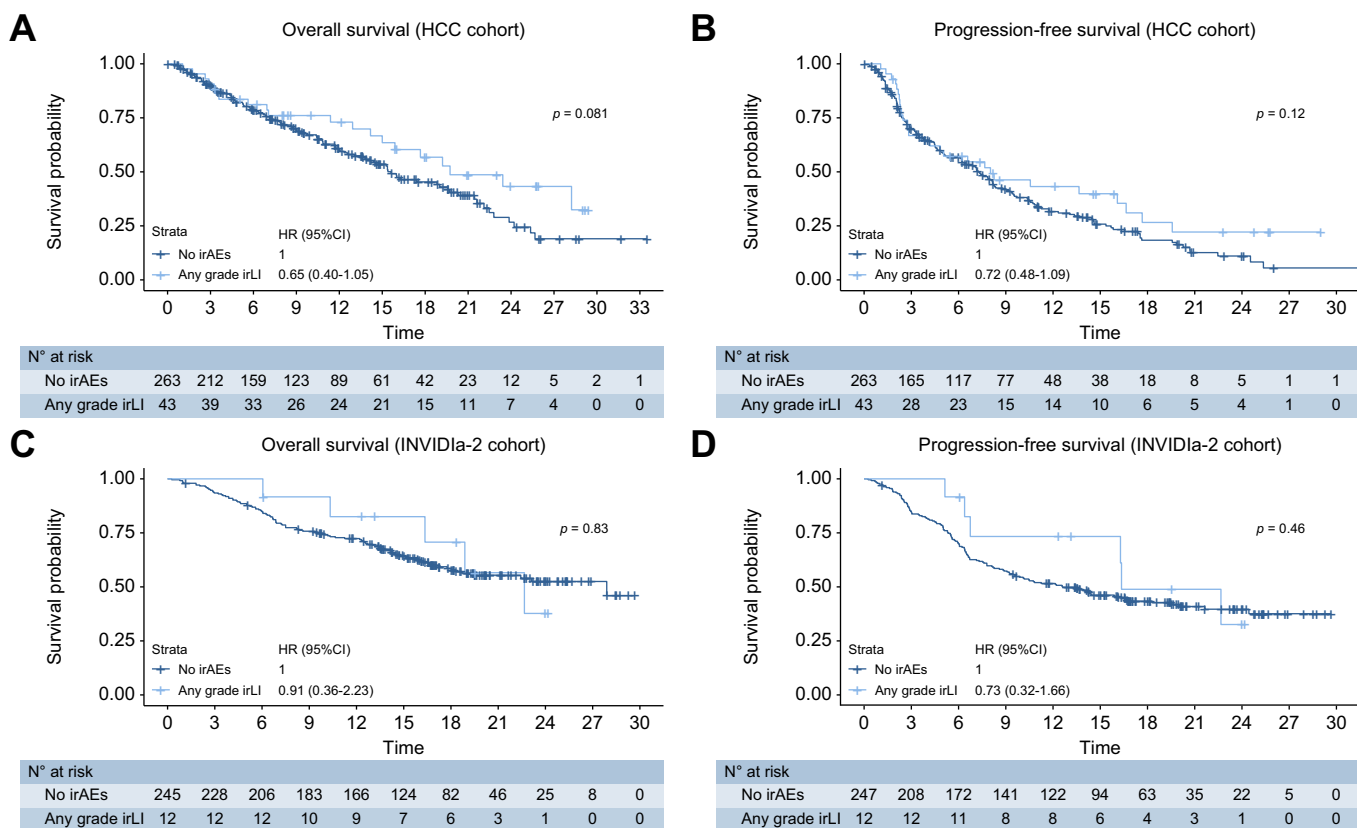 A
Overall survival (HCC cohort)
Survival probability
1.00
0.75
0.50
0.25
0.00
p = 0.081
Strata HR (95%CI)
No irAEs 1
Any grade irLI 0.65 (0.40-1.05)
0 3 6 9 12 15 18 21 24 27 30 33
Time
N° at risk
No irAEs 263 212 159 123 89 61 42 23 12 5 2 1
Any grade irLI 43 39 33 26 24 21 15 11 7 4 0 0
B
Progression-free survival (HCC cohort)
Survival probability
1.00
0.75
0.50
0.25
0.00
p = 0.12
Strata HR (95%CI)
No irAEs 1
Any grade irLI 0.72 (0.48-1.09)
0 3 6 9 12 15 18 21 24 27 30
Time
N° at risk
No irAEs 263 165 117 77 48 38 18 8 5 1 1
Any grade irLI 43 28 23 15 14 10 6 5 4 1 0
C
Overall survival (INVIDIa-2 cohort)
Survival probability
1.00
0.75
0.50
0.25
0.00
p = 0.83
Strata HR (95%CI)
No irAEs 1
Any grade irLI 0.91 (0.36-2.23)
0 3 6 9 12 15 18 21 24 27 30
Time
N° at risk
No irAEs 245 228 206 183 166 124 82 46 25 8 0
Any grade irLI 12 12 12 10 9 7 6 3 1 0 0
D
Progression-free survival (INVIDIa-2 cohort)
Survival probability
1.00
0.75
0.50
0.25
0.00
p = 0.46
Strata HR (95%CI)
No irAEs 1
Any grade irLI 0.73 (0.32-1.66)
0 3 6 9 12 15 18 21 24 27 30
Time
N° at risk
No irAEs 247 208 172 141 122 94 63 35 22 5 0
Any grade irLI 12 12 11 8 8 6 4 3 1 0 0